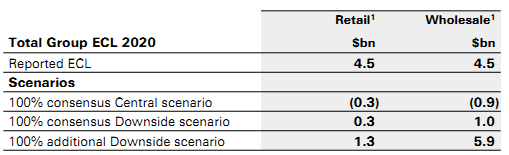 Retail¹ Wholesale¹
Total Group ECL 2020 $bn $bn
Reported ECL 4.5 4.5
Scenarios
100% consensus Central scenario (0.3) (0.9)
100% consensus Downside scenario 0.3 1.0
100% additional Downside scenario 1.3 5.9